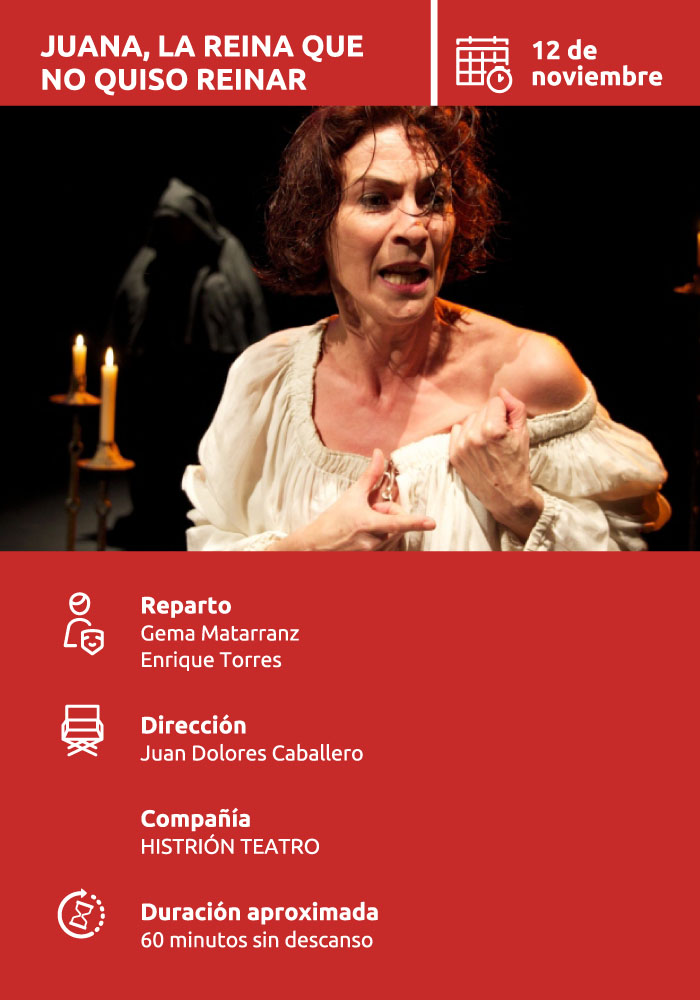 JUANA, LA REINA QUE
NO QUISO REINAR
12 de
noviembre
Reparto
Gema Matarranz
Enrique Torres
Dirección
Juan Dolores Caballero
Compañía
HISTRIÓN TEATRO
Duración aproximada
60 minutos sin descanso